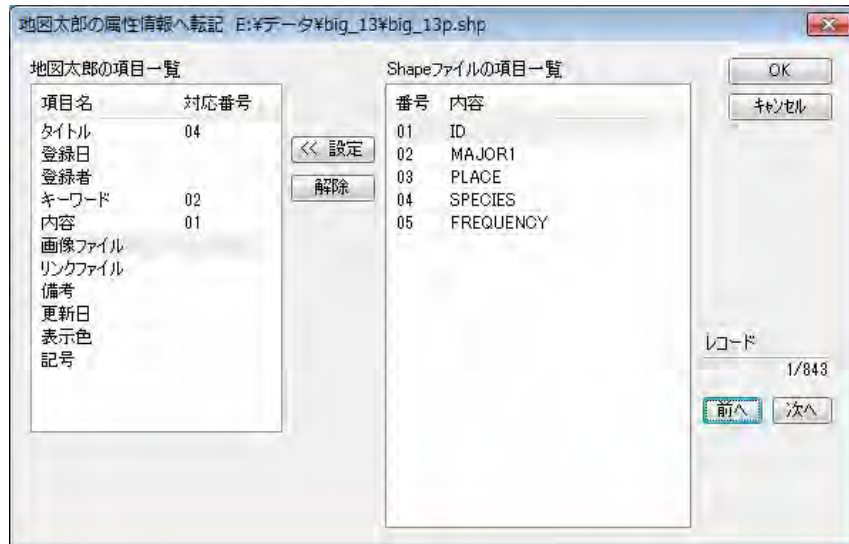 地図太郎の属性情報へ転記 E:¥データ¥big_13¥big_13p.shp
地図太郎の項目一覧
項目名 対応番号
タイトル 04
登録日
登録者
キーワード 02
内容 01
画像ファイル
リンクファイル
備考
更新日
表示色
記号
<< 設定
解除
Shapeファイルの項目一覧
番号 内容
01 ID
02 MAJOR1
03 PLACE
04 SPECIES
05 FREQUENCY
OK
キャンセル
レコード
1/843
前へ 次へ